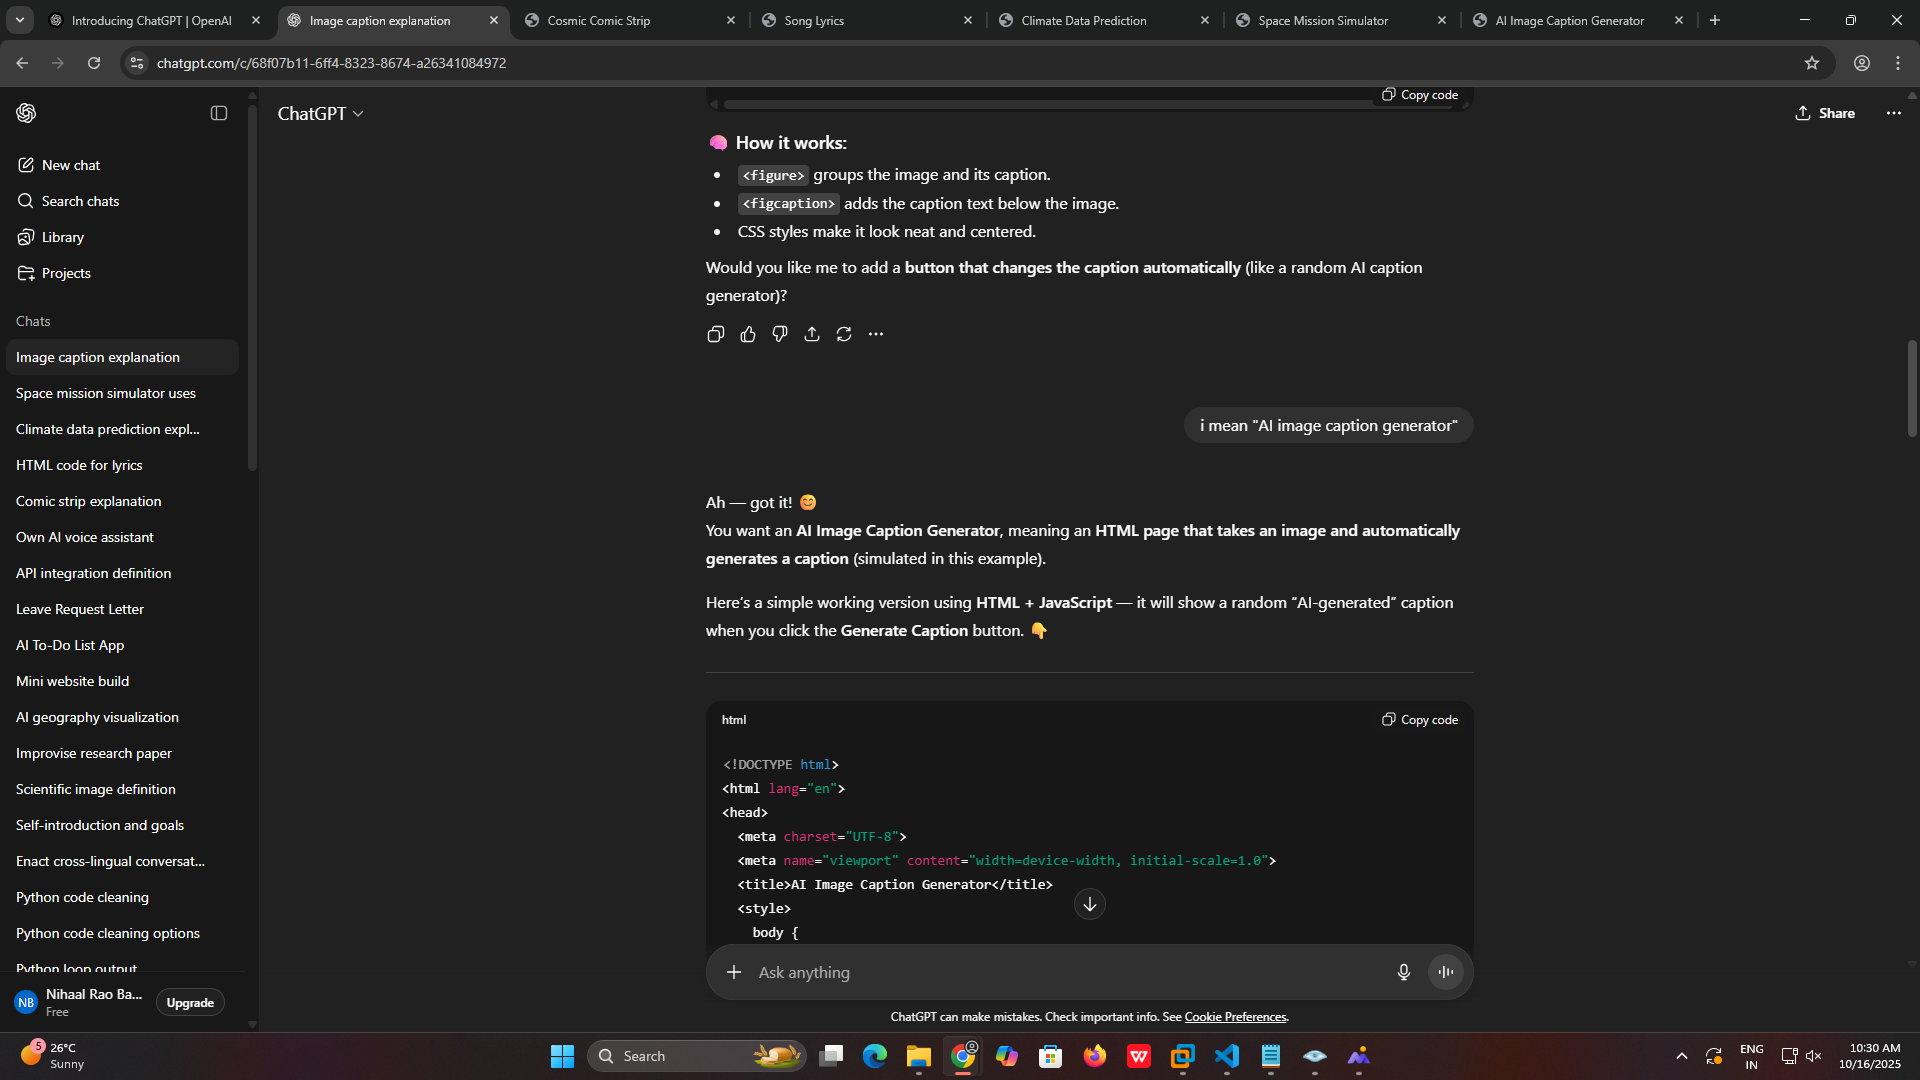 Introducing ChatGPT | OpenAI
Image caption explanation
Cosmic Comic Strip
Song Lyrics
Climate Data Prediction
Space Mission Simulator
AI Image Caption Generator
chatgpt.com/c/68f07b11-6ff4-8323-8674-a26341084972
New chat
Search chats
Library
Projects
Chats
Image caption explanation
Space mission simulator uses
Climate data prediction expl...
HTML code for lyrics
Comic strip explanation
Own AI voice assistant
API integration definition
Leave Request Letter
AI To-Do List App
Mini website build
AI geography visualization
Improvise research paper
Scientific image definition
Self-introduction and goals
Enact cross-lingual conversat...
Python code cleaning
Python code cleaning options
Python loop output
NB
Nihaal Rao Ba...
Free
Upgrade
ChatGPT
Share
Copy code
How it works:
<figure> groups the image and its caption.
<figcaption> adds the caption text below the image.
CSS styles make it look neat and centered.
Would you like me to add a button that changes the caption automatically (like a random AI caption
generator)?
i mean "AI image caption generator"
Ah — got it! 😊
You want an AI Image Caption Generator, meaning an HTML page that takes an image and automatically
generates a caption (simulated in this example).
Here’s a simple working version using HTML + JavaScript — it will show a random “AI-generated” caption
when you click the Generate Caption button. 👇
html
Copy code
<!DOCTYPE html>
<html lang="en">
<head>
<meta charset="UTF-8">
<meta name="viewport" content="width=device-width, initial-scale=1.0">
<title>AI Image Caption Generator</title>
<style>
body {
Ask anything
ChatGPT can make mistakes. Check important info. See Cookie Preferences.
5
26°C
Sunny
Search
ENG
IN
10:30 AM
10/16/2025